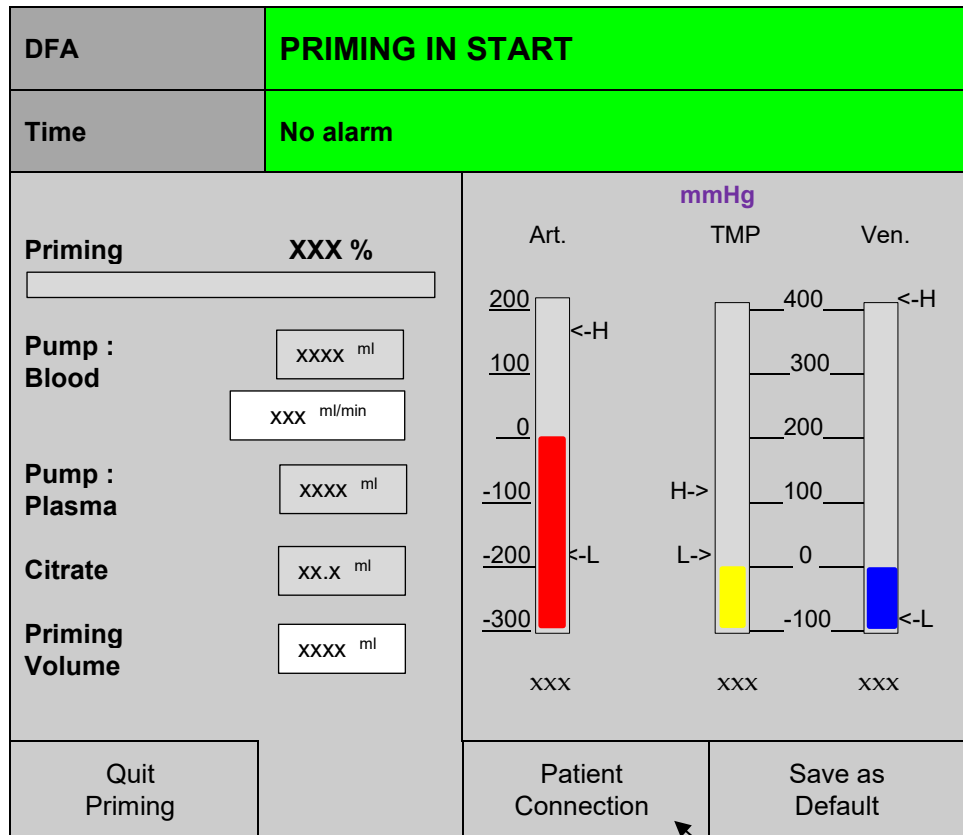 DFA
PRIMING IN START
Time
No alarm
Priming XXX %
Pump :
Blood
xxxx ml
xxx ml/min
Pump :
Plasma
xxxx ml
Citrate
xx.x ml
Priming
Volume
xxxx ml
mmHg
Art. TMP Ven.
200
100
0
-100
-200
-300
<-H
<-L
H->
L->
400
300
200
100
0
-100
<-H
<-L
xxx xxx xxx
Quit
Priming
Patient
Connection
Save as
Default